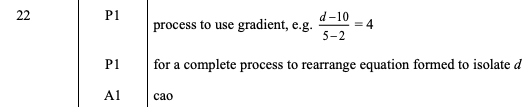 22 P1 process to use gradient, e.g. (d–10)/(5–2) = 4
P1 for a complete process to rearrange equation formed to isolate d
A1 cao